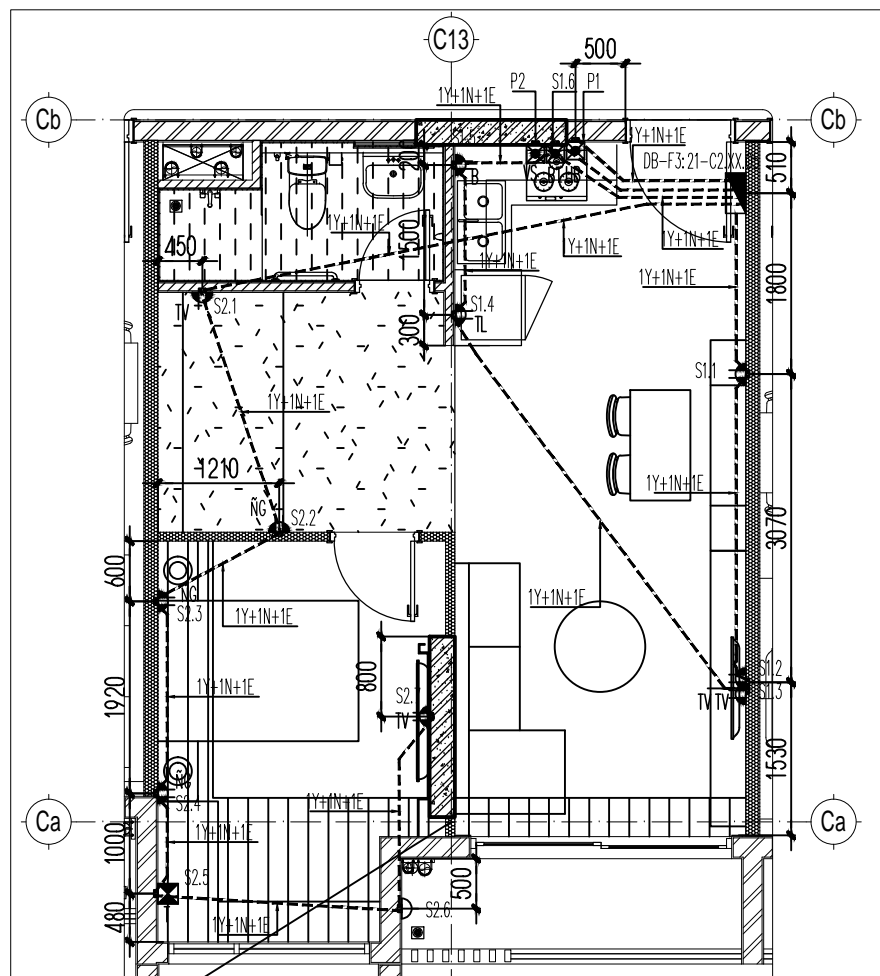 C13
500
P2 S1.6 P1
1Y+1N+1E
Cb
Cb
Y+1N+1E
DB-F3:21-C2.XX.
510
1500
1Y+1N+1E
450
Y+1N+1E
1Y+1N+1E
1Y+1N+1E
1Y+1N+1E
1800
TV
S2.1
S1.4
TL
300
S1.1
1Y+1N+1E
1210
1Y+1N+1E
ÑG
S2.2
3070
600
NG
S2.3
1Y+1N+1E
1Y+1N+1E
800
1920
1Y+1N+1E
TV
S1.2
S1.3
TV TV
1530
S2.4
1Y+1N+1E
Ca
Ca
1000
1Y+1N+1E
S2.5
500
480
S2.6
1Y+1N+1E